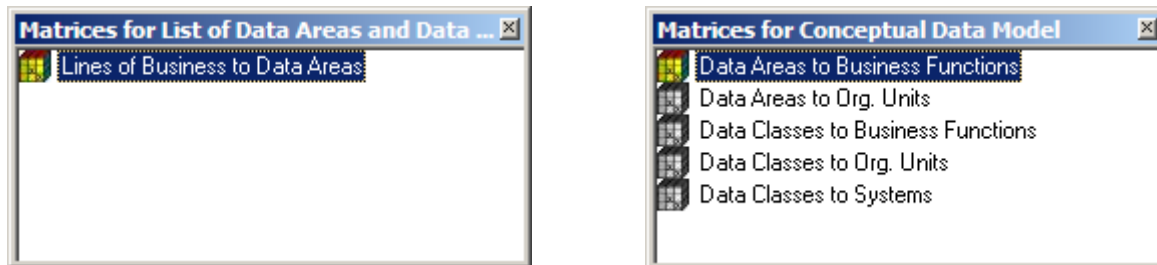 Matrices for List of Data Areas and Data ...
Lines of Business to Data Areas
Matrices for Conceptual Data Model
Data Areas to Business Functions
Data Areas to Org. Units
Data Classes to Business Functions
Data Classes to Org. Units
Data Classes to Systems